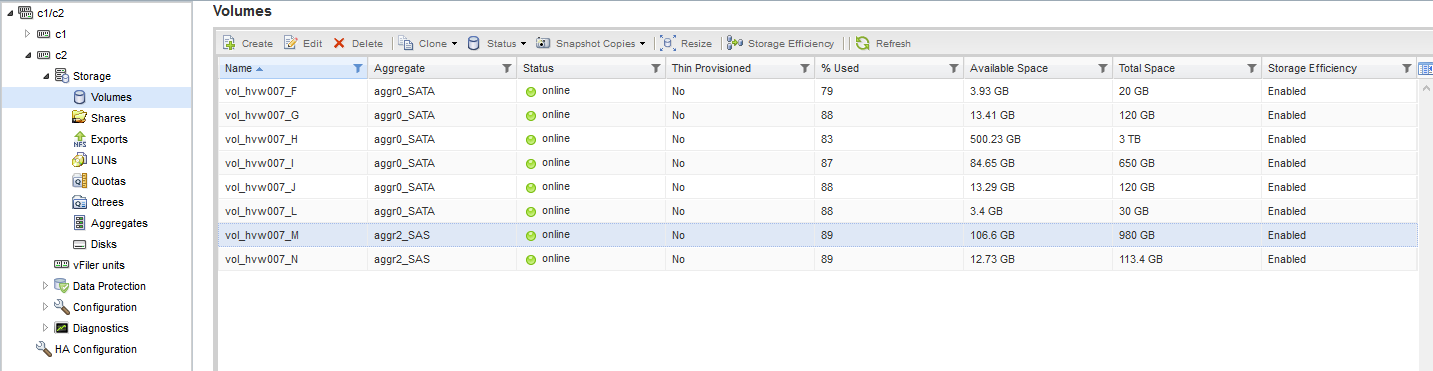 c1/c2
c1
c2
Storage
Volumes
Shares
Exports
NFS
LUNs
Quotas
Qtrees
Aggregates
Disks
vFiler units
Data Protection
Configuration
Diagnostics
HA Configuration
Volumes
Create Edit Delete Clone Status Snapshot Copies Resize Storage Efficiency Refresh
Name Aggregate Status Thin Provisioned % Used Available Space Total Space Storage Efficiency
vol_hvw007_F aggr0_SATA online No 79 3.93 GB 20 GB Enabled
vol_hvw007_G aggr0_SATA online No 88 13.41 GB 120 GB Enabled
vol_hvw007_H aggr0_SATA online No 83 500.23 GB 3 TB Enabled
vol_hvw007_I aggr0_SATA online No 87 84.65 GB 650 GB Enabled
vol_hvw007_J aggr0_SATA online No 88 13.29 GB 120 GB Enabled
vol_hvw007_L aggr0_SATA online No 88 3.4 GB 30 GB Enabled
vol_hvw007_M aggr2_SAS online No 89 106.6 GB 980 GB Enabled
vol_hvw007_N aggr2_SAS online No 89 12.73 GB 113.4 GB Enabled